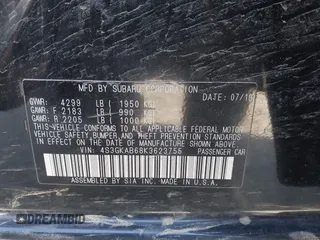 MFD BY SUBARU CORPORATION
GVWR: 4299 LB ( 1950 KG) DATE: 07/18
GAWR: F 2183 LB ( 990 KG)
GAWR: R 2205 LB ( 1000 KG)
THIS VEHICLE CONFORMS TO ALL APPLICABLE
FEDERAL MOTOR VEHICLE SAFETY,
BUMPER, AND THEFT PREVENTION
STANDARDS IN EFFECT ON THE DATE OF
MANUFACTURE SHOWN ABOVE.
VIN: 4S3GKAB68K3623756 PASSENGER CAR
ASSEMBLED BY SIA INC. IN U.S.A.
DREAMBID